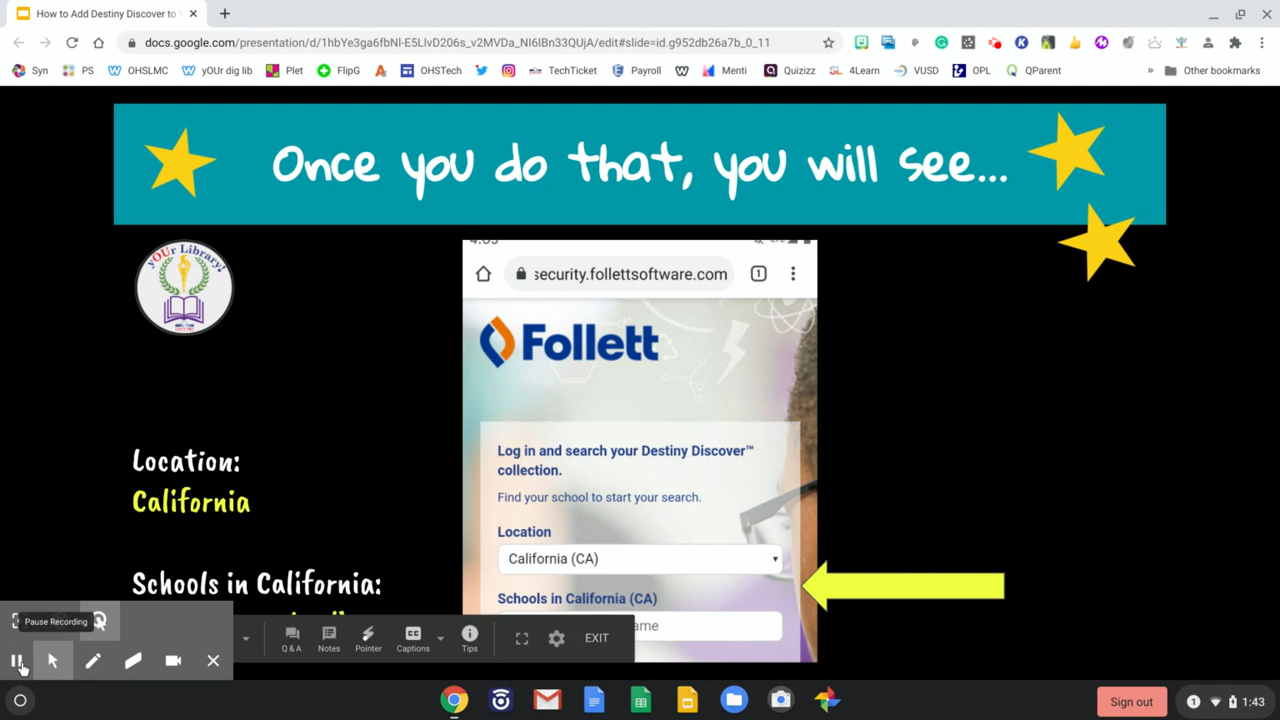 How to Add Destiny Discover to
docs.google.com/presentation/d/1hbYe3ga6fbNl-E5LlvD206s_v2MVDa_NI6IBn33QUjA/edit#slide=id.g952db26a7b_0_11
Syn PS OHSLMC yOUr dig lib Plet FlipG OHSTech TechTicket Payroll Menti Quizizz 4Learn VUSD OPL QParent » Other bookmarks
Once you do that, you will see...
yOUr Library!
security.follettsoftware.com 1
Follett
Log in and search your Destiny Discover™
collection.
Find your school to start your search.
Location:
California
Location
California (CA)
Schools in California:
Schools in California (CA)
Pause Recording
Q & A Notes Pointer Captions Tips EXIT
Sign out 1 1:43